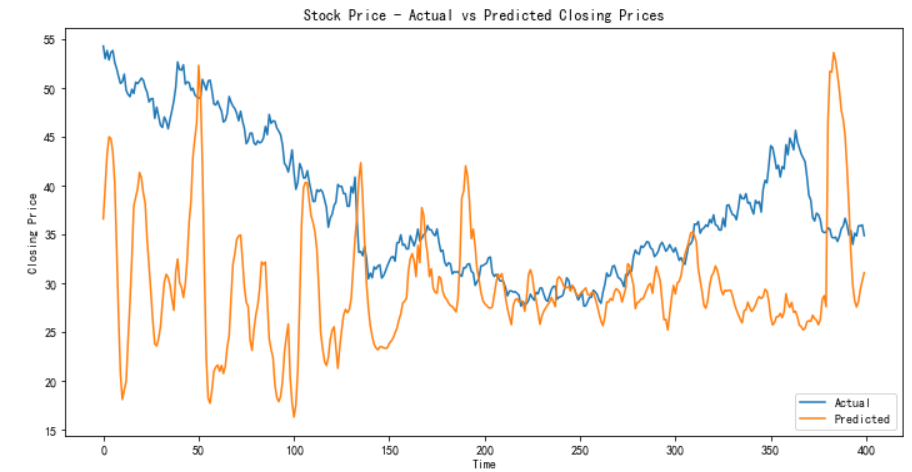 Stock Price - Actual vs Predicted Closing Prices
55
50
45
40
35
30
25
20
15
Closing Price
0 50 100 150 200 250 300 350 400
Time
Actual
Predicted